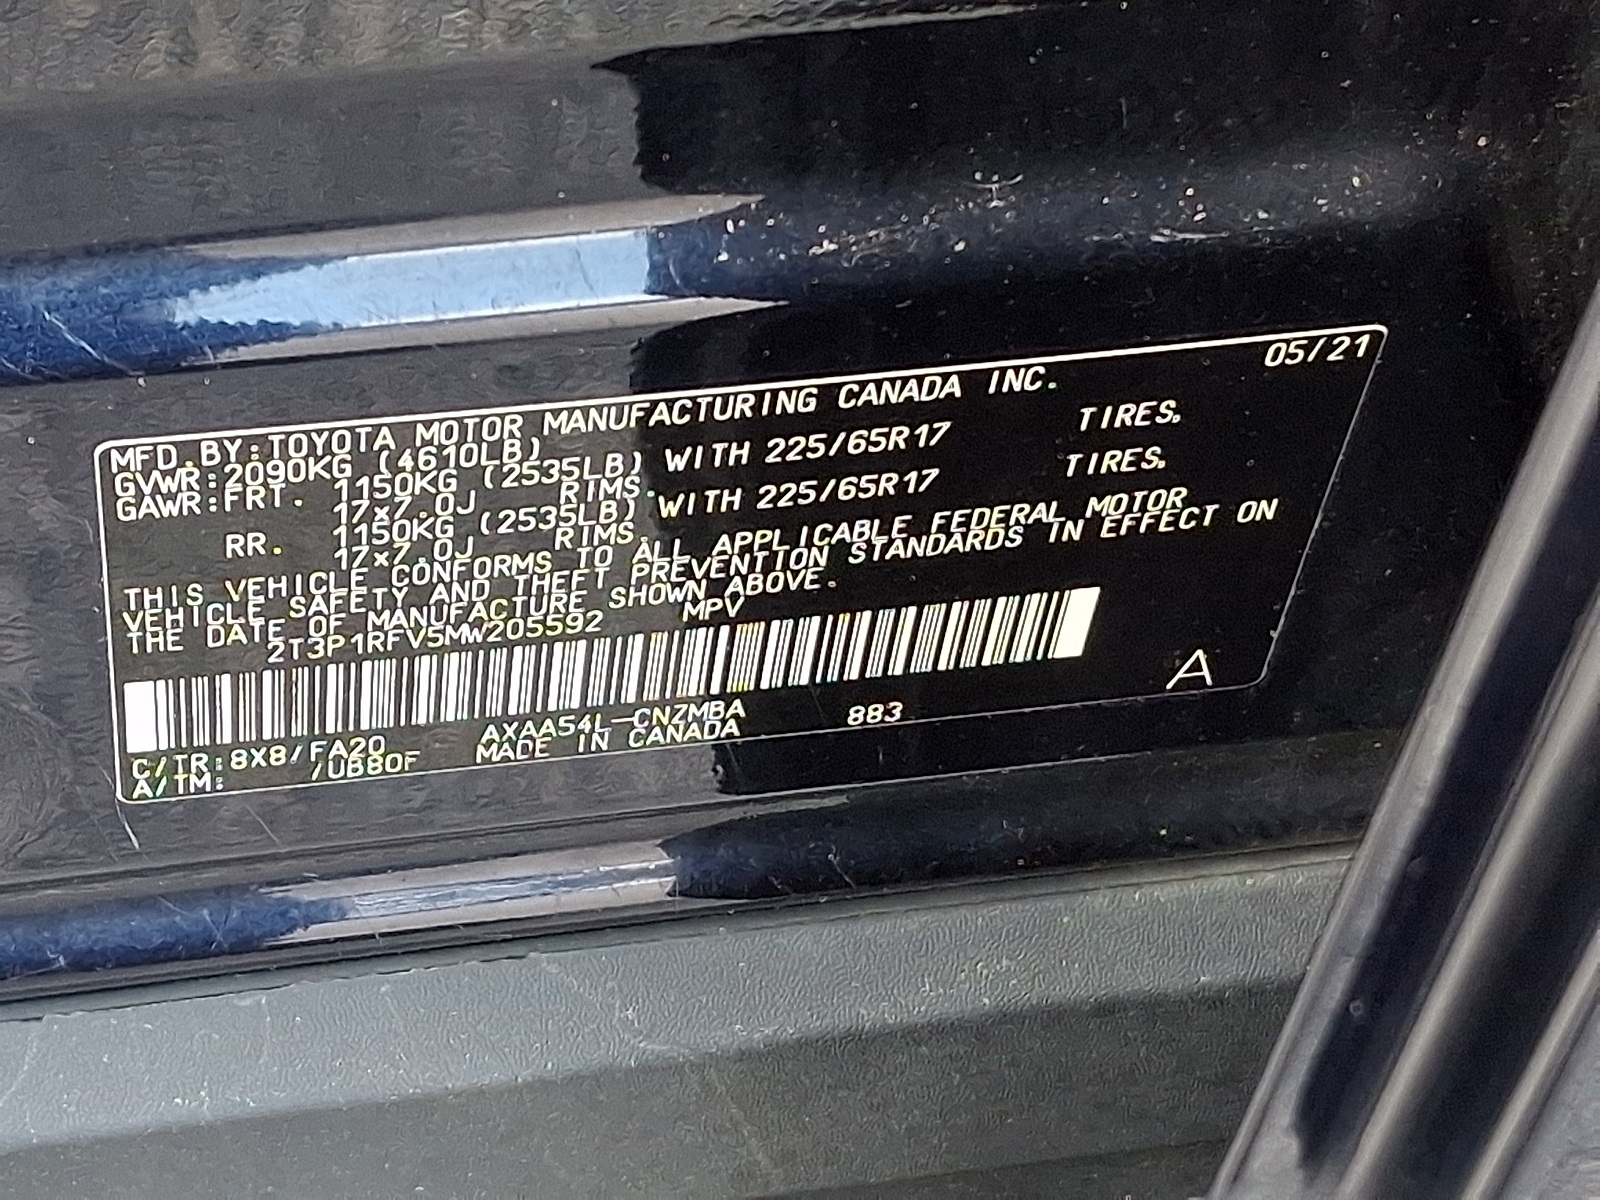 05/21
MFD.BY:TOYOTA MOTOR MANUFACTURING CANADA INC.
GVWR:2090KG (4610LB)
GAWR:FRT. 1150KG (2535LB) WITH 225/65R17 TIRES.
17x7.0J RIMS.
RR. 1150KG (2535LB) WITH 225/65R17 TIRES.
17x7.0J RIMS.
THIS VEHICLE CONFORMS TO ALL APPLICABLE FEDERAL MOTOR
VEHICLE SAFETY AND THEFT PREVENTION STANDARDS IN EFFECT ON
THE DATE OF MANUFACTURE SHOWN ABOVE.
2T3P1RFV5MW205592 MPV
A
C/TR:8X8/FA20 AXAA54L-CNZMBA 883
A/TM: /UB80F MADE IN CANADA